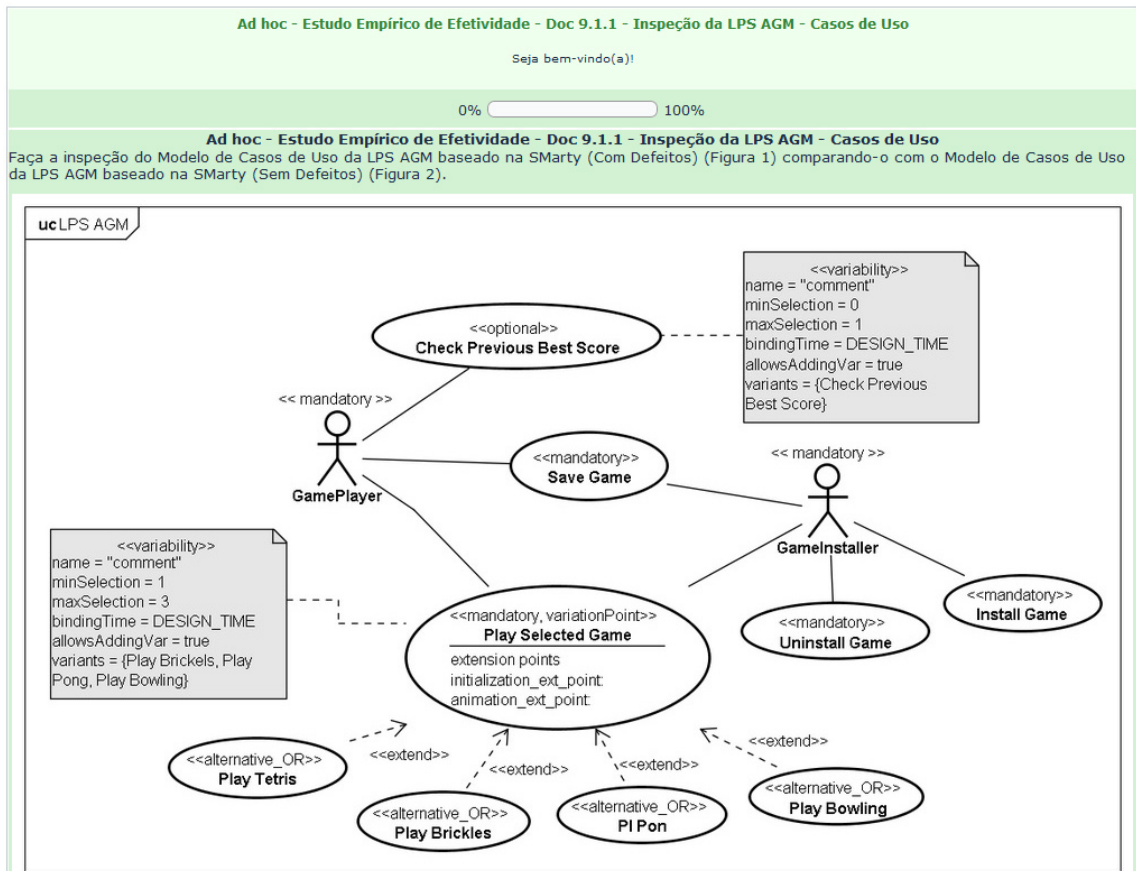 Ad hoc - Estudo Empírico de Efetividade - Doc 9.1.1 - Inspeção da LPS AGM - Casos de Uso
Seja bem-vindo(a)!
0% 100%
Ad hoc - Estudo Empírico de Efetividade - Doc 9.1.1 - Inspeção da LPS AGM - Casos de Uso
Faça a inspeção do Modelo de Casos de Uso da LPS AGM baseado na SMarty (Com Defeitos) (Figura 1) comparando-o com o Modelo de Casos de Uso
da LPS AGM baseado na SMarty (Sem Defeitos) (Figura 2).
uc LPS AGM
<<variability>>
name = "comment"
minSelection = 0
maxSelection = 1
bindingTime = DESIGN_TIME
allowsAddingVar = true
variants = {Check Previous
Best Score}
<<optional>>
Check Previous Best Score
<< mandatory >>
GamePlayer
<<mandatory>>
Save Game
<< mandatory >>
GameInstaller
<<variability>>
name = "comment"
minSelection = 1
maxSelection = 3
bindingTime = DESIGN_TIME
allowsAddingVar = true
variants = {Play Brickels, Play
Pong, Play Bowling}
<<mandatory, variationPoint>>
Play Selected Game
extension points
initialization_ext_point:
animation_ext_point:
<<mandatory>>
Uninstall Game
<<mandatory>>
Install Game
<<alternative_OR>>
Play Tetris
<<extend>>
<<extend>>
<<extend>>
<<extend>>
<<alternative_OR>>
Play Brickles
<<alternative_OR>>
Pl Pon
<<alternative_OR>>
Play Bowling